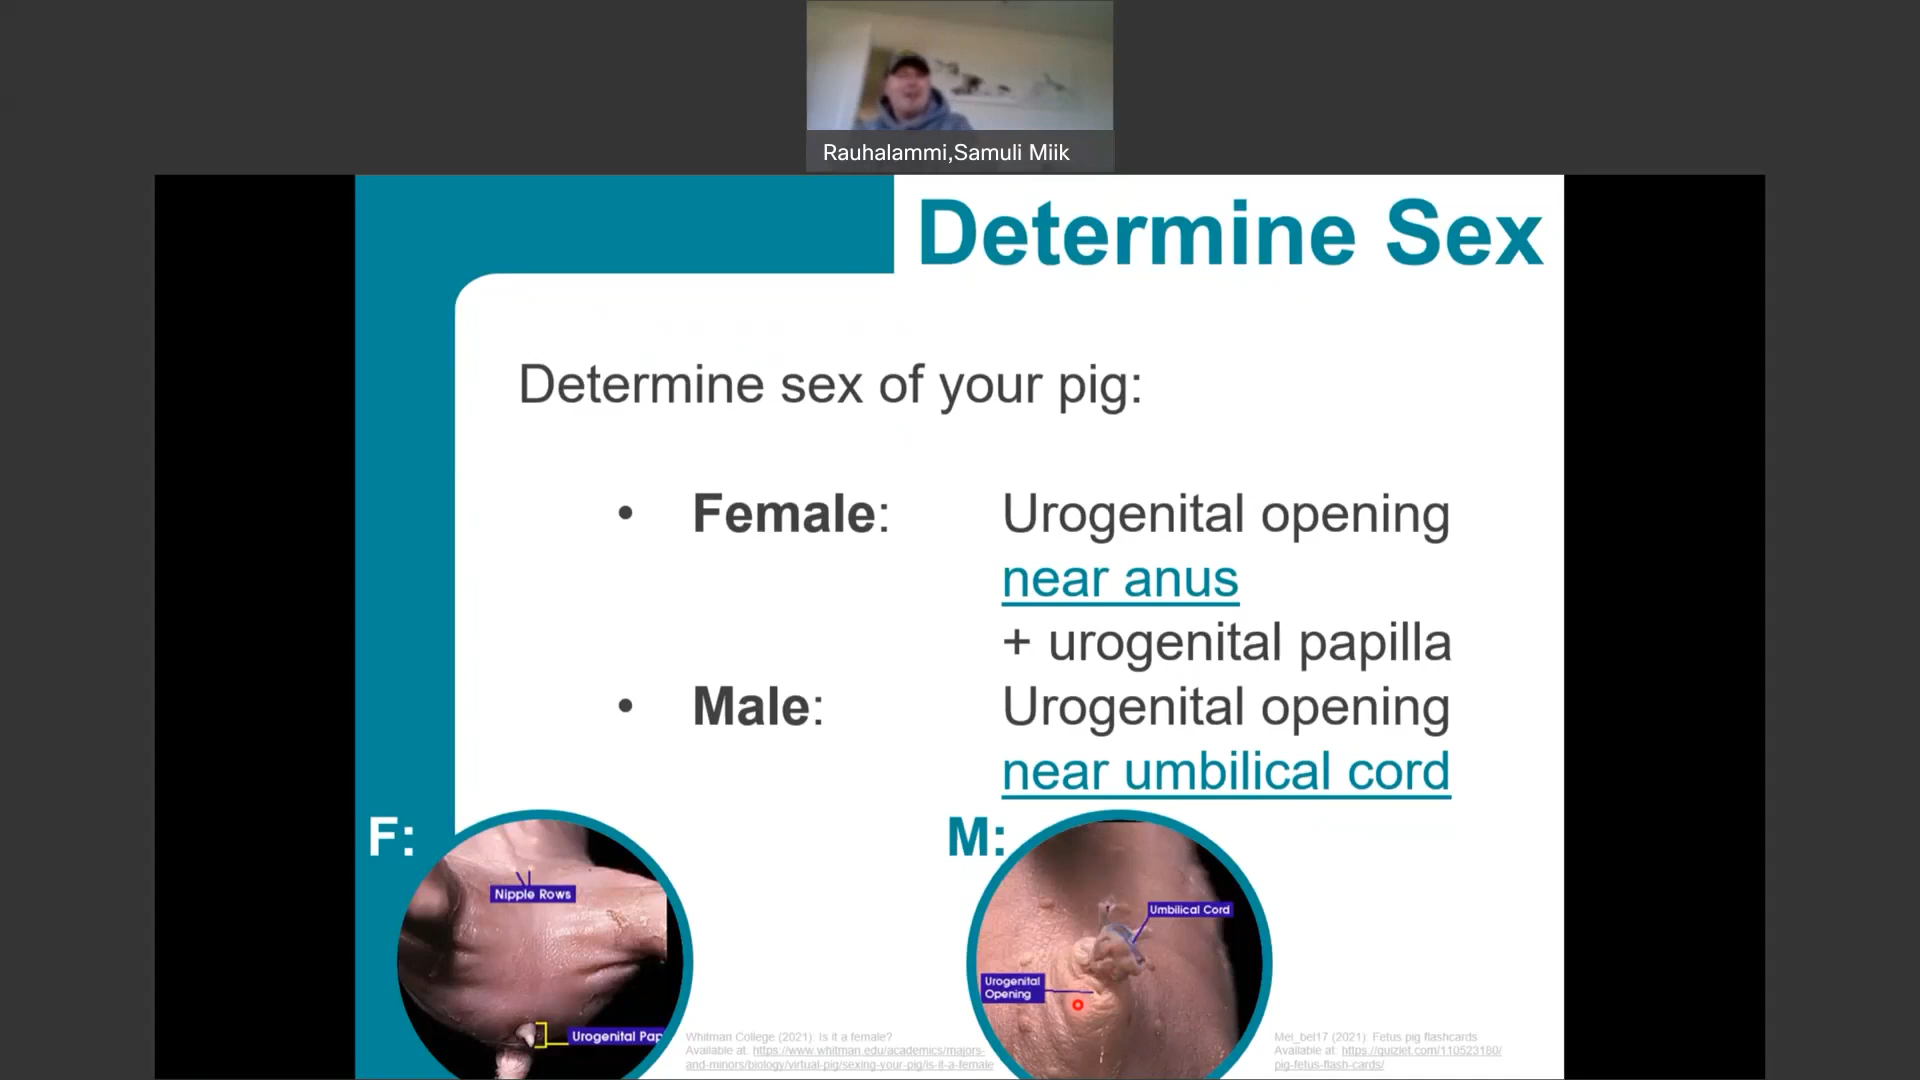 Rauhalammi,Samuli Miik
Determine Sex
Determine sex of your pig:
• Female: Urogenital opening
near anus
+ urogenital papilla
• Male: Urogenital opening
near umbilical cord
F:
Nipple Rows
Urogenital Pap
M:
Umbilical Cord
Urogenital
Opening
Whitman College (2021). Is it a female?
Available at: https://www.whitman.edu/academics/majors-
and-minors/biology/virtual-pig/sexing-your-pig/is-it-a-female
Mei_bel17 (2021). Fetus pig flashcards
Available at: https://quizlet.com/110523180/
pig-fetus-flash-cards/